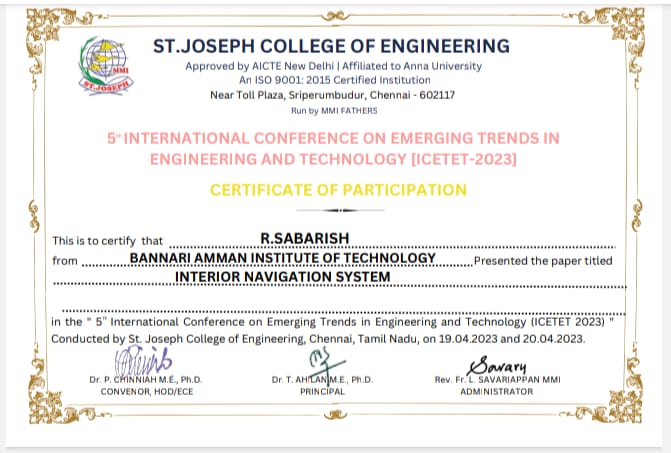 MMI
ST.JOSEPH
ST.JOSEPH COLLEGE OF ENGINEERING
Approved by AICTE New Delhi | Affiliated to Anna University
An ISO 9001: 2015 Certified Institution
Near Toll Plaza, Sriperumbudur, Chennai - 602117
Run by MMI FATHERS
5th INTERNATIONAL CONFERENCE ON EMERGING TRENDS IN
ENGINEERING AND TECHNOLOGY [ICETET-2023]
CERTIFICATE OF PARTICIPATION
This is to certify that R.SABARISH
from BANNARI AMMAN INSTITUTE OF TECHNOLOGY Presented the paper titled
INTERIOR NAVIGATION SYSTEM
in the " 5th International Conference on Emerging Trends in Engineering and Technology (ICETET 2023) "
Conducted by St. Joseph College of Engineering, Chennai, Tamil Nadu, on 19.04.2023 and 20.04.2023.
Savary
Dr. P. CHINNIAH M.E., Ph.D. Dr. T. AHILAN M.E., Ph.D. Rev. Fr. L. SAVARIAPPAN MMI
CONVENOR, HOD/ECE PRINCIPAL ADMINISTRATOR